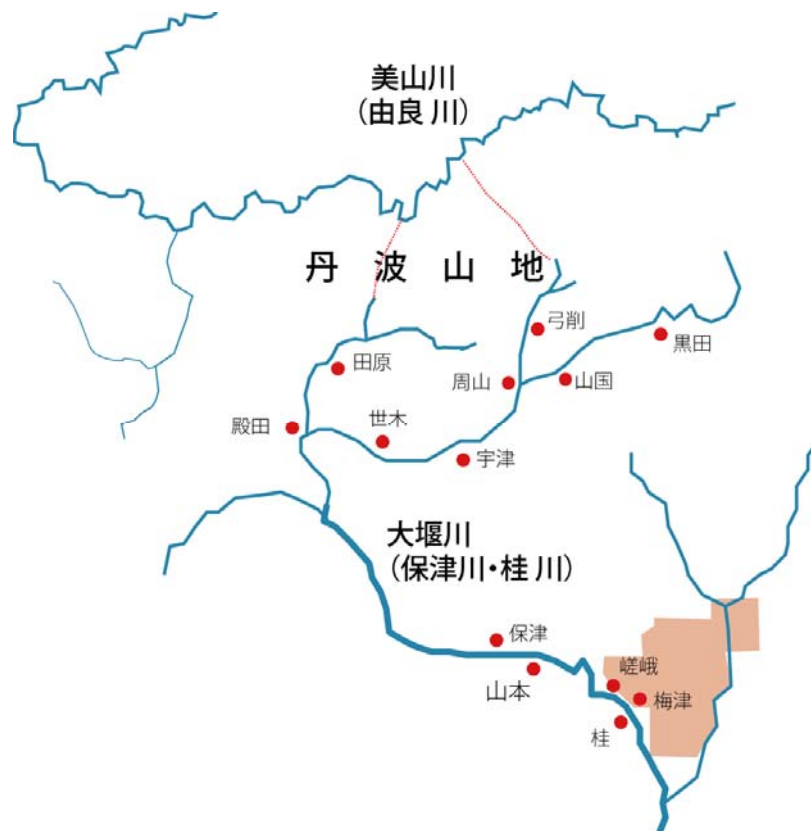 美山川
（由良川）
丹波山地
弓削
黒田
田原
周山
山国
殿田
世木
宇津
大堰川
（保津川・桂川）
保津
嵯峨
山本
梅津
桂